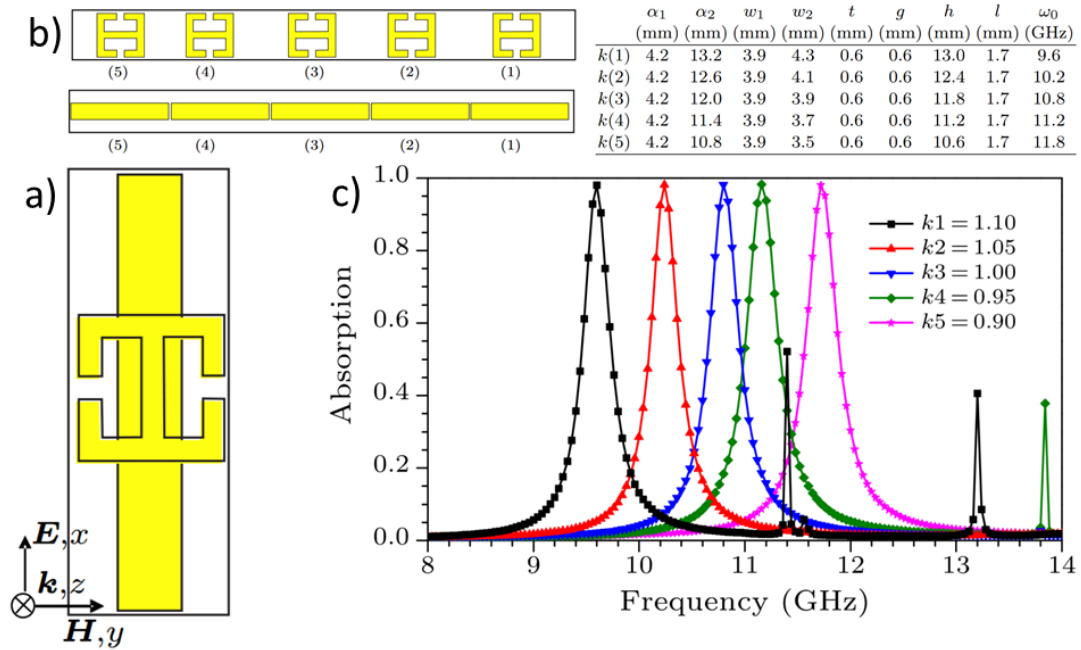 b)
(5) (4) (3) (2) (1)
(5) (4) (3) (2) (1)
α₁ α₂ w₁ w₂ t g h l ω₀
(mm) (mm) (mm) (mm) (mm) (mm) (mm) (mm) (GHz)
k(1) 4.2 13.2 3.9 4.3 0.6 0.6 13.0 1.7 9.6
k(2) 4.2 12.6 3.9 4.1 0.6 0.6 12.4 1.7 10.2
k(3) 4.2 12.0 3.9 3.9 0.6 0.6 11.8 1.7 10.8
k(4) 4.2 11.4 3.9 3.7 0.6 0.6 11.2 1.7 11.2
k(5) 4.2 10.8 3.9 3.5 0.6 0.6 10.6 1.7 11.8
a)
E,x
k,z
H,y
c)
Absorption
1.0
0.8
0.6
0.4
0.2
0.0
k1 = 1.10
k2 = 1.05
k3 = 1.00
k4 = 0.95
k5 = 0.90
8 9 10 11 12 13 14
Frequency (GHz)